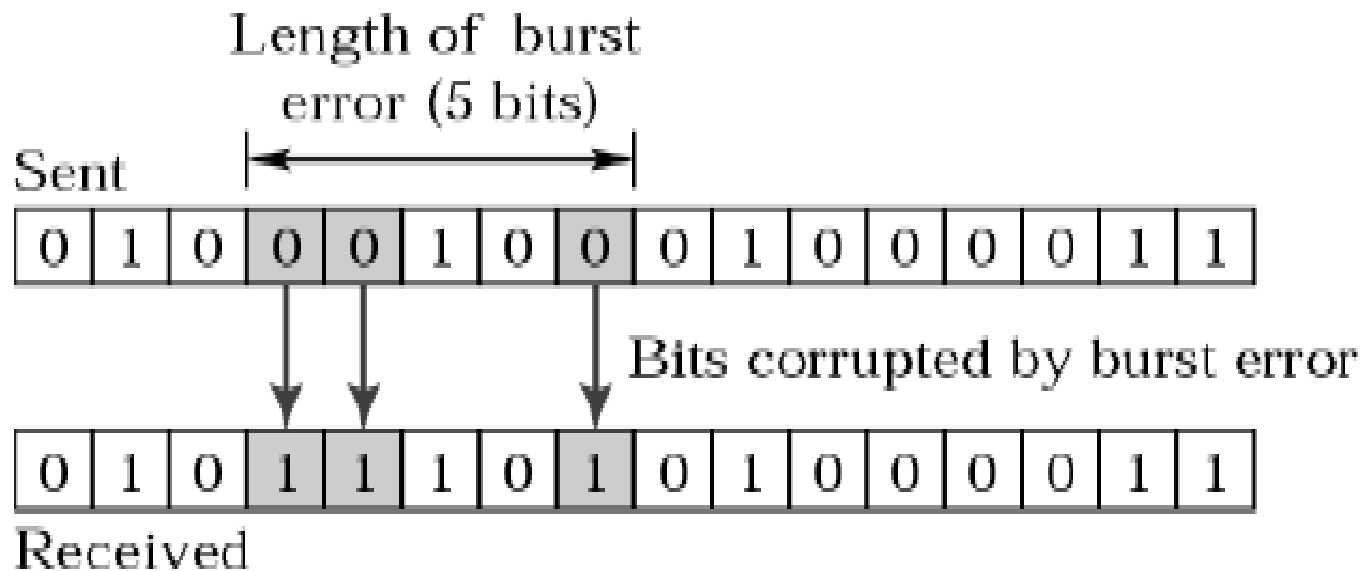 Length of burst
error (5 bits)
Sent
0 1 0 0 0 1 0 0 0 1 0 0 0 0 1 1
Bits corrupted by burst error
0 1 0 1 1 1 0 1 0 1 0 0 0 0 1 1
Received